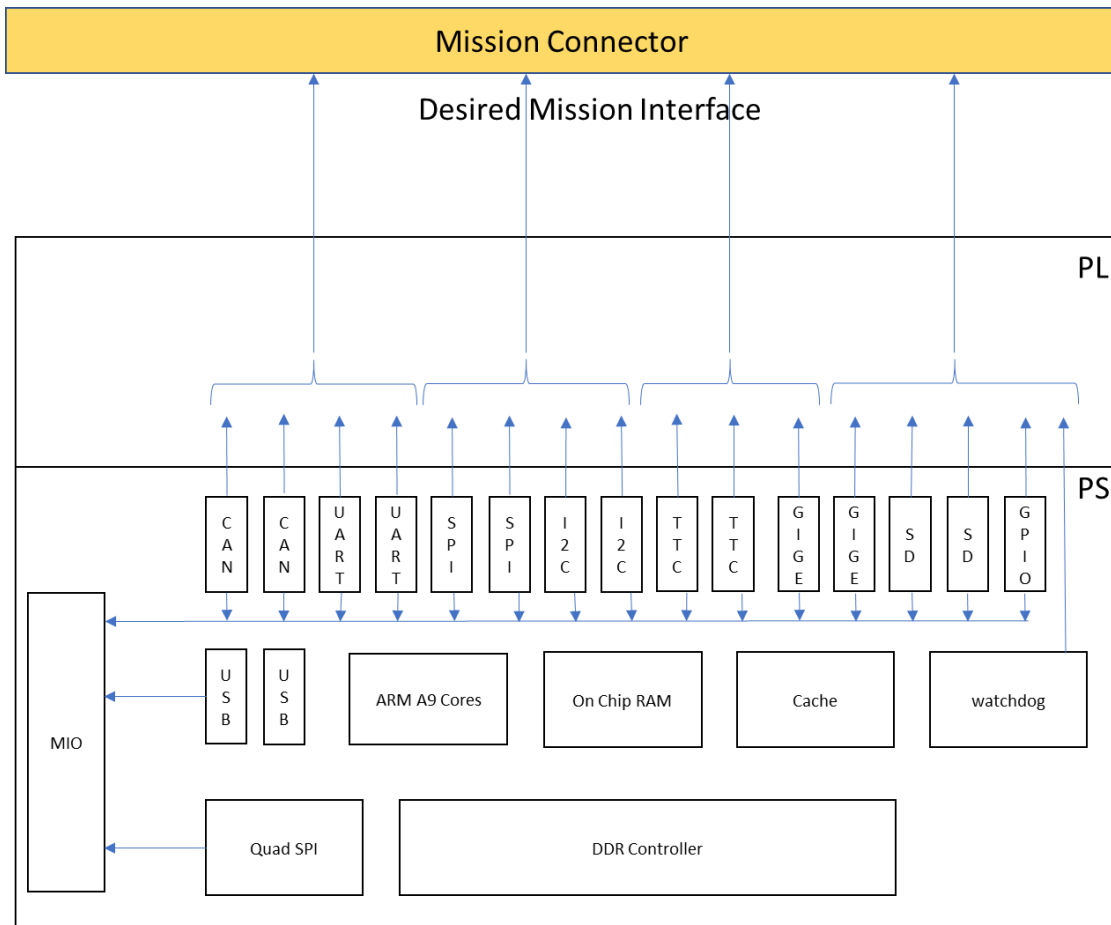 Mission Connector
Desired Mission Interface
PL
PS
CAN
CAN
UART
UART
SPI
SPI
I2C
I2C
TTC
TTC
GIGE
GIGE
SD
SD
GPIO
MIO
USB
USB
ARM A9 Cores
On Chip RAM
Cache
watchdog
Quad SPI
DDR Controller